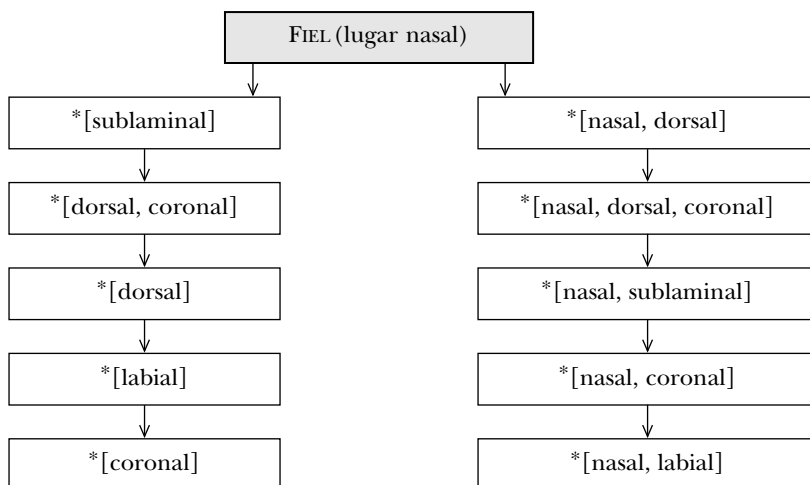 FIEL (lugar nasal)
*[sublaminal]
*[dorsal, coronal]
*[dorsal]
*[labial]
*[coronal]
*[nasal, dorsal]
*[nasal, dorsal, coronal]
*[nasal, sublaminal]
*[nasal, coronal]
*[nasal, labial]